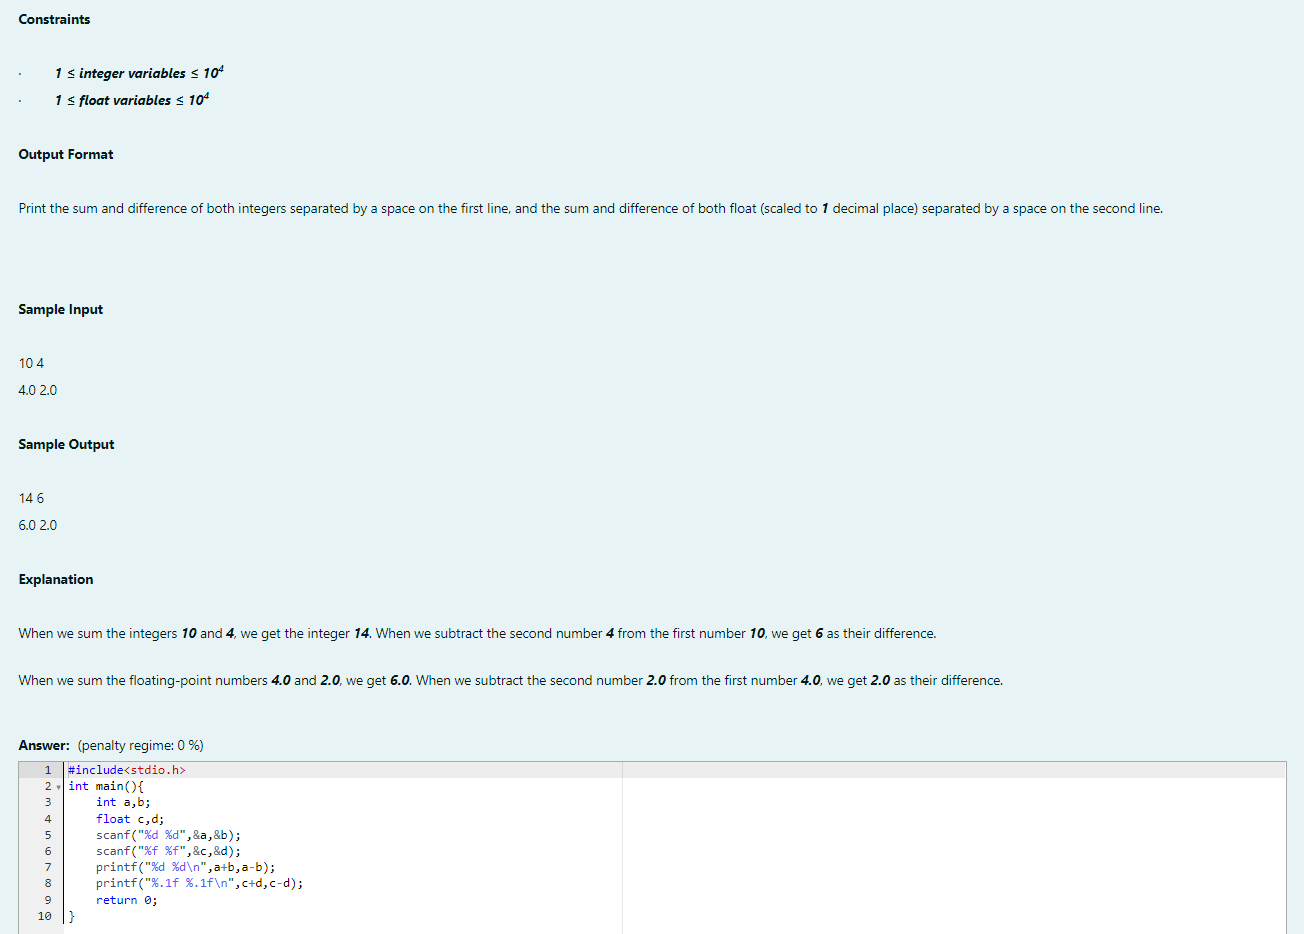 Constraints
· 1 ≤ integer variables ≤ 10⁴
· 1 ≤ float variables ≤ 10⁴
Output Format
Print the sum and difference of both integers separated by a space on the first line, and the sum and difference of both float (scaled to 1 decimal place) separated by a space on the second line.
Sample Input
10 4
4.0 2.0
Sample Output
14 6
6.0 2.0
Explanation
When we sum the integers 10 and 4, we get the integer 14. When we subtract the second number 4 from the first number 10, we get 6 as their difference.
When we sum the floating-point numbers 4.0 and 2.0, we get 6.0. When we subtract the second number 2.0 from the first number 4.0, we get 2.0 as their difference.
Answer: (penalty regime: 0 %)
1 #include<stdio.h>
2 int main(){
3     int a,b;
4     float c,d;
5     scanf("%d %d",&a,&b);
6     scanf("%f %f",&c,&d);
7     printf("%d %d\n",a+b,a-b);
8     printf("%.1f %.1f\n",c+d,c-d);
9     return 0;
10 }